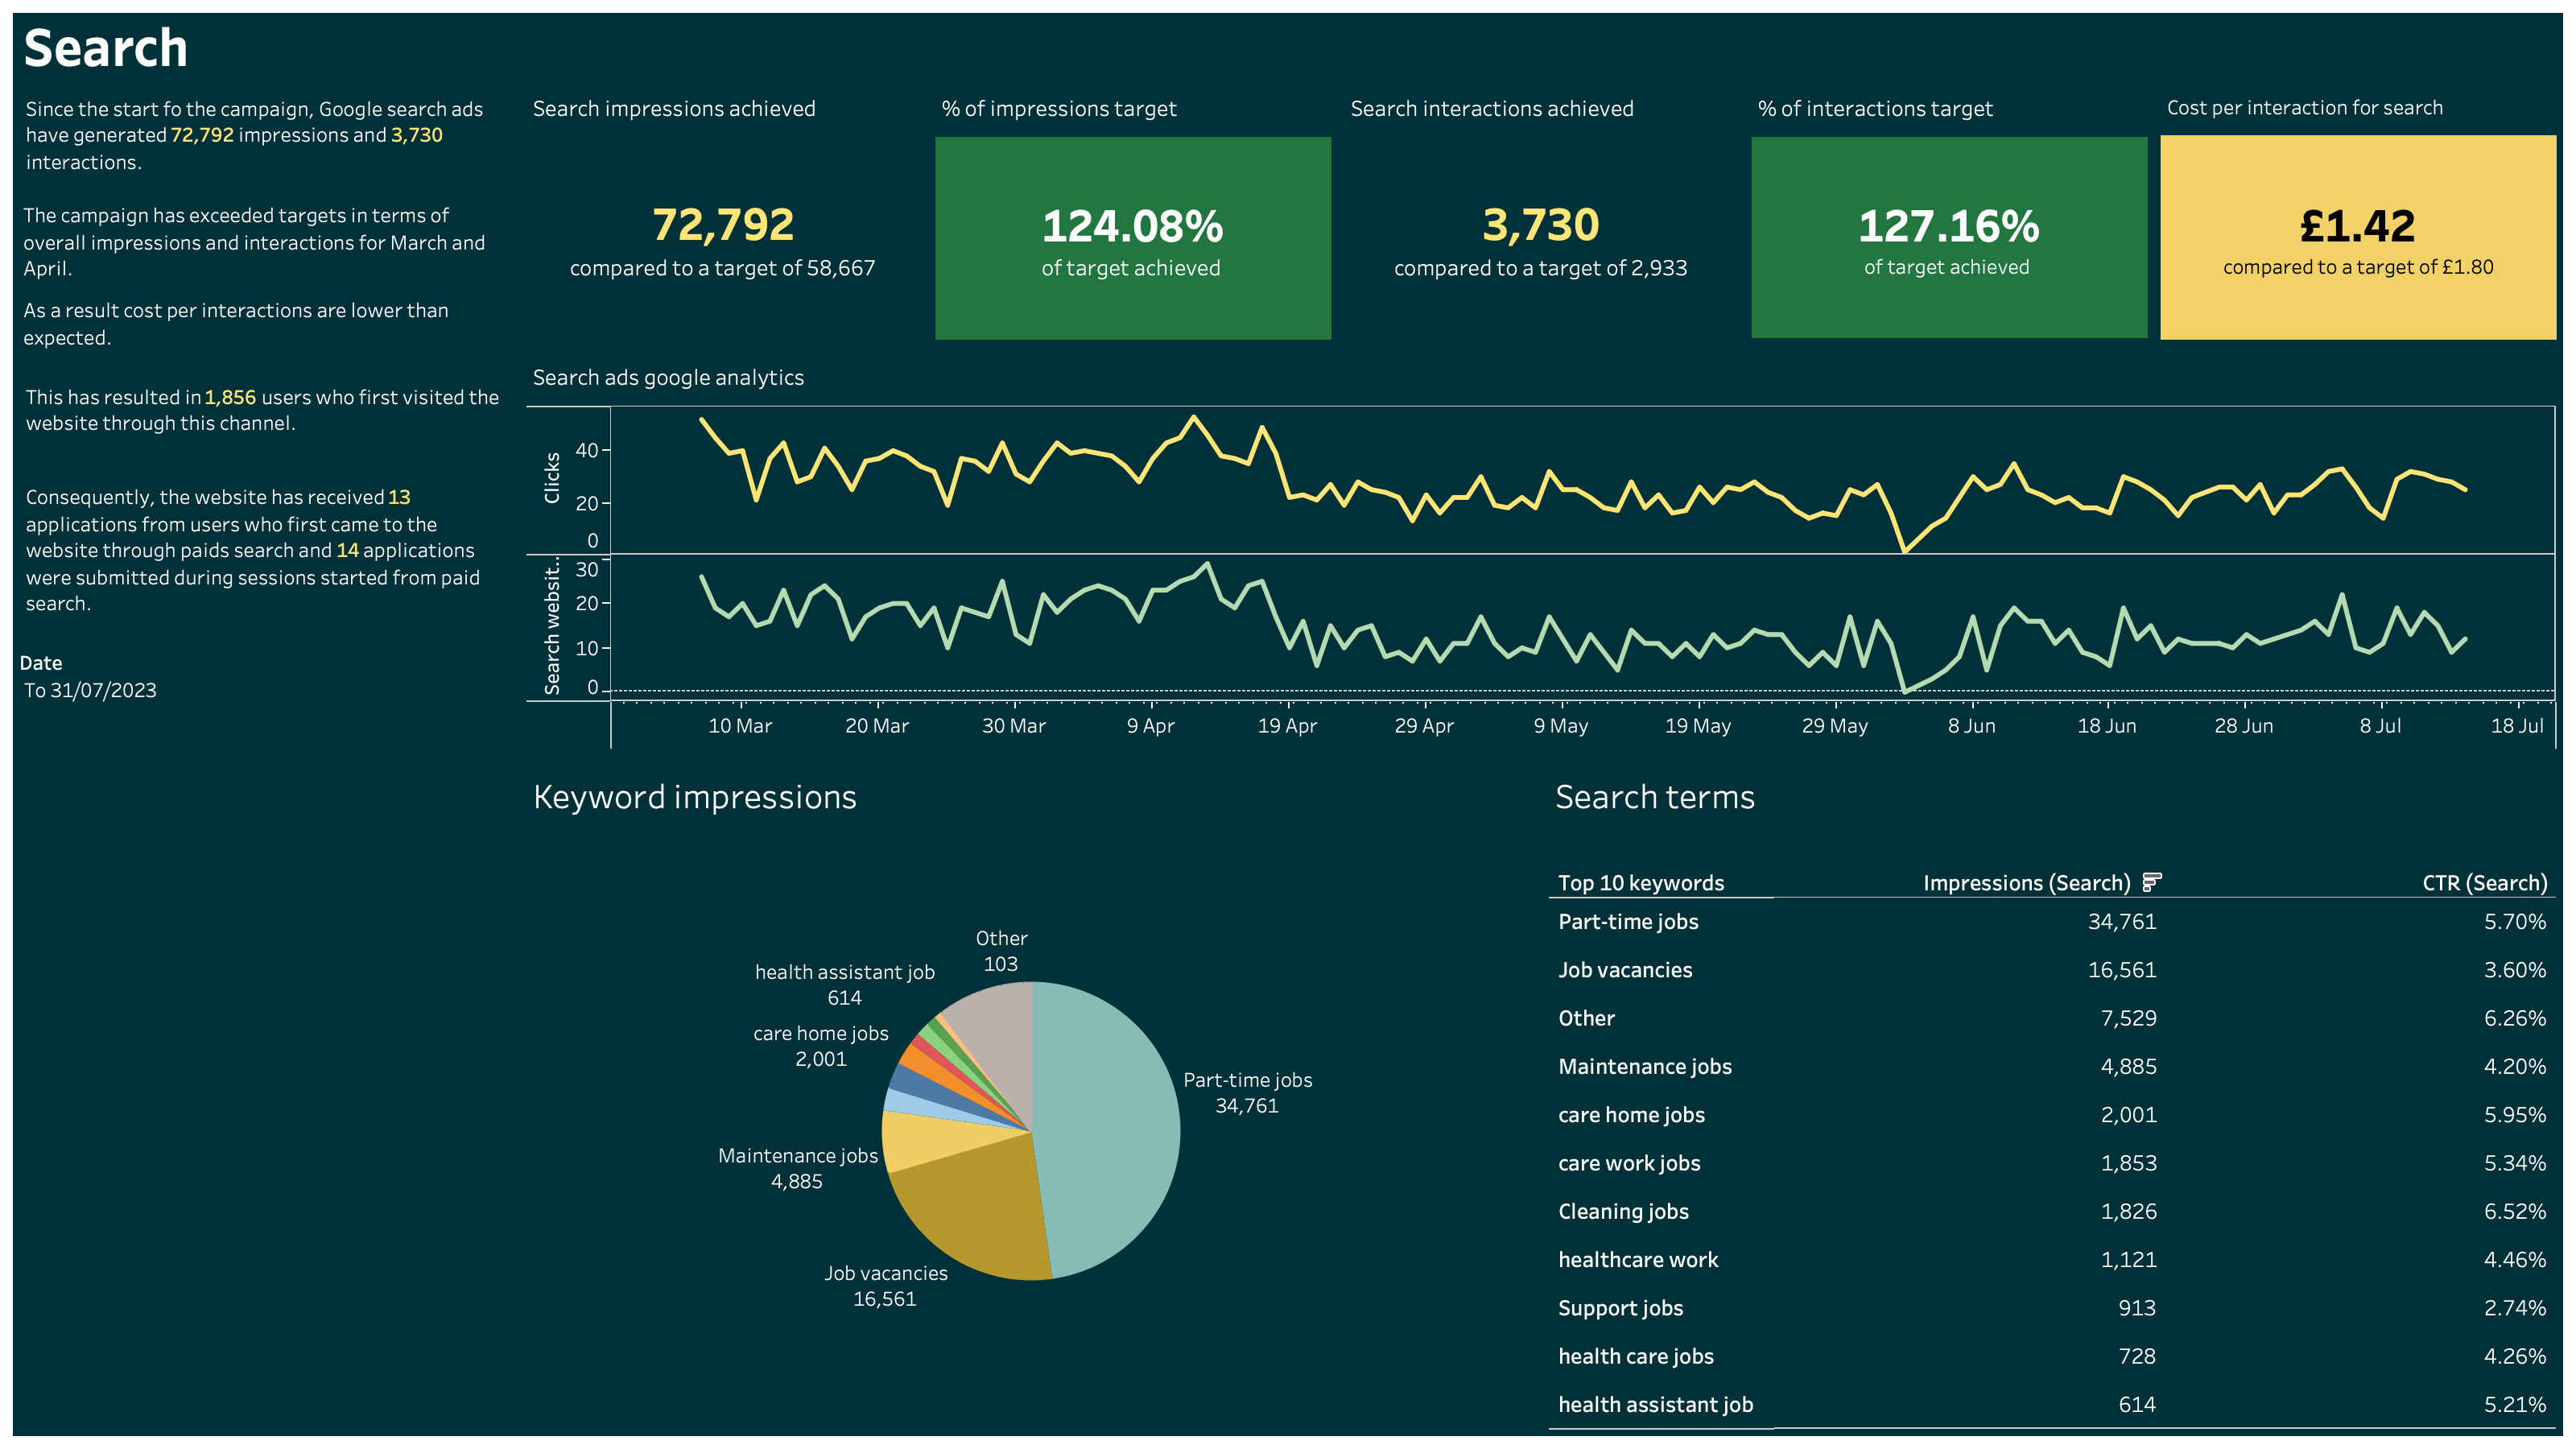 Search
Since the start fo the campaign, Google search ads
have generated 72,792 impressions and 3,730
interactions.
The campaign has exceeded targets in terms of
overall impressions and interactions for March and
April.
As a result cost per interactions are lower than
expected.
This has resulted in 1,856 users who first visited the
website through this channel.
Consequently, the website has received 13
applications from users who first came to the
website through paids search and 14 applications
were submitted during sessions started from paid
search.
Date
To 31/07/2023
Search impressions achieved
72,792
compared to a target of 58,667
% of impressions target
124.08%
of target achieved
Search interactions achieved
3,730
compared to a target of 2,933
% of interactions target
127.16%
of target achieved
Cost per interaction for search
£1.42
compared to a target of £1.80
Search ads google analytics
Clicks
40
20
0
Search websit..
30
20
10
0
10 Mar 20 Mar 30 Mar 9 Apr 19 Apr 29 Apr 9 May 19 May 29 May 8 Jun 18 Jun 28 Jun 8 Jul 18 Jul
Keyword impressions
Other
103
health assistant job
614
care home jobs
2,001
Part-time jobs
34,761
Maintenance jobs
4,885
Job vacancies
16,561
Search terms
Top 10 keywords Impressions (Search) CTR (Search)
Part-time jobs 34,761 5.70%
Job vacancies 16,561 3.60%
Other 7,529 6.26%
Maintenance jobs 4,885 4.20%
care home jobs 2,001 5.95%
care work jobs 1,853 5.34%
Cleaning jobs 1,826 6.52%
healthcare work 1,121 4.46%
Support jobs 913 2.74%
health care jobs 728 4.26%
health assistant job 614 5.21%